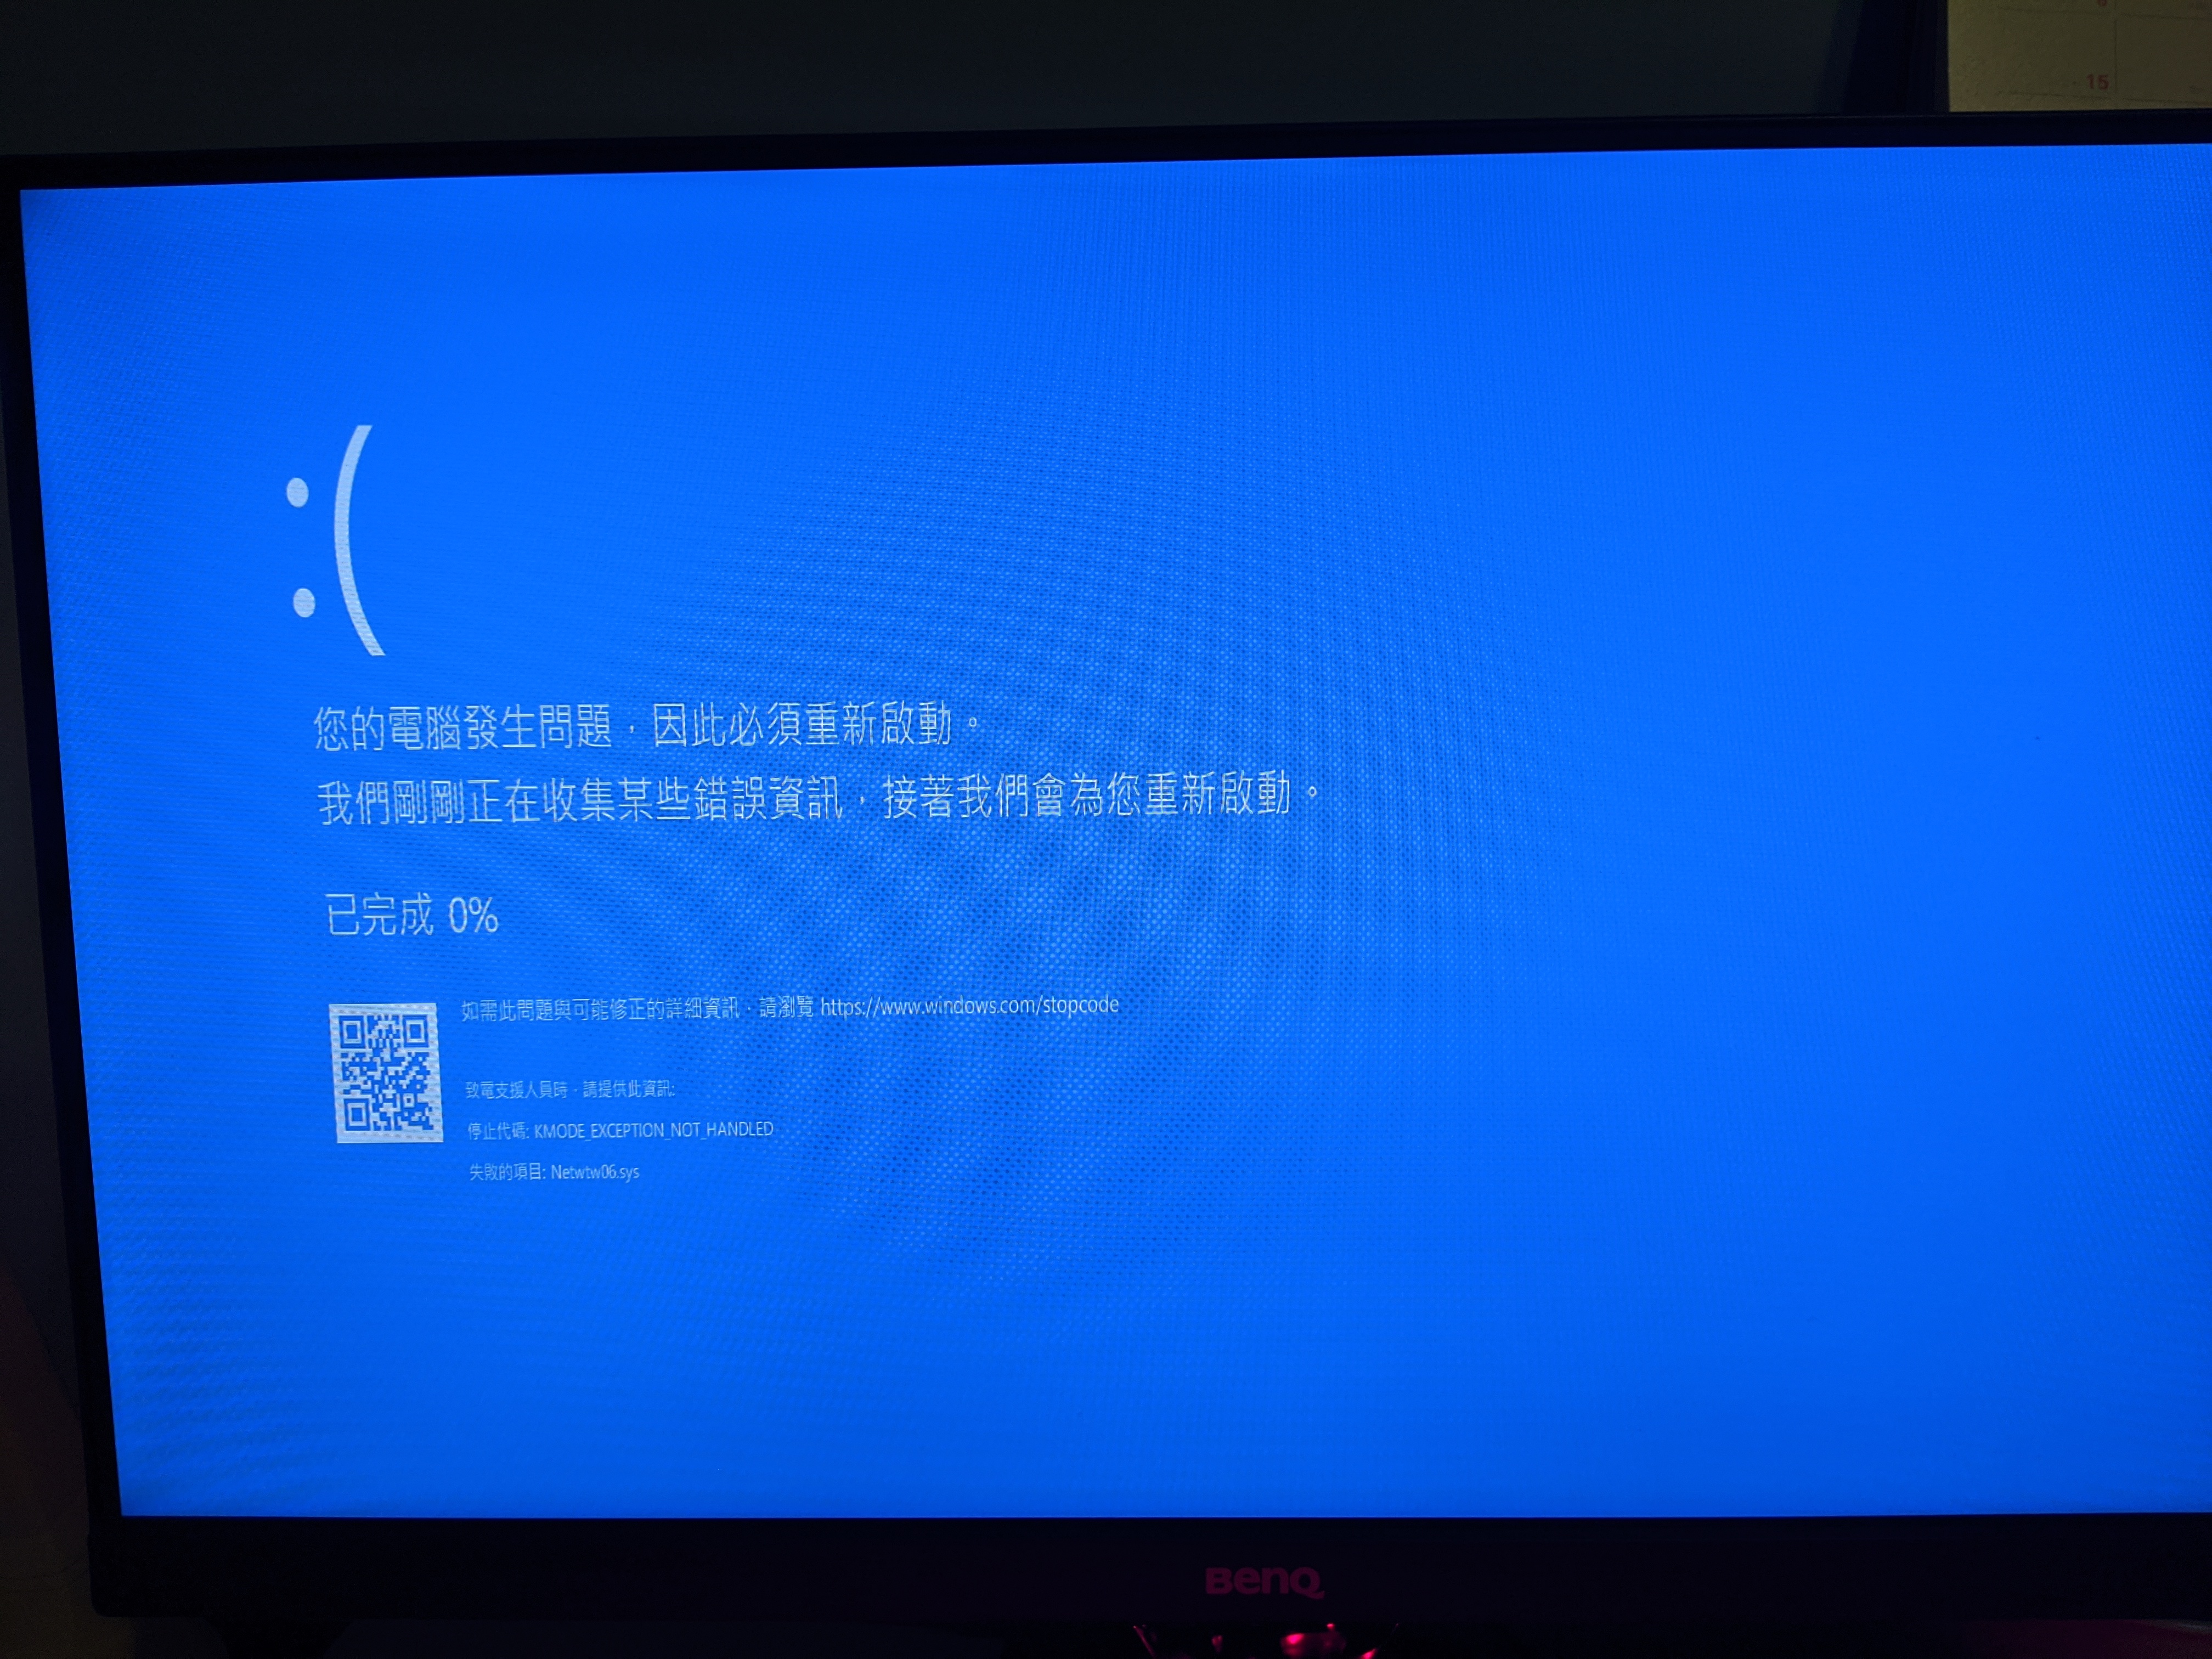 15
:(
您的電腦發生問題，因此必須重新啟動。
我們剛剛正在收集某些錯誤資訊，接著我們會為您重新啟動。
已完成 0%
如需此問題與可能修正的詳細資訊，請瀏覽 https://www.windows.com/stopcode
致電支援人員時，請提供此資訊:
停止代碼: KMODE_EXCEPTION_NOT_HANDLED
失敗的項目: Netwtw06.sys
BenQ